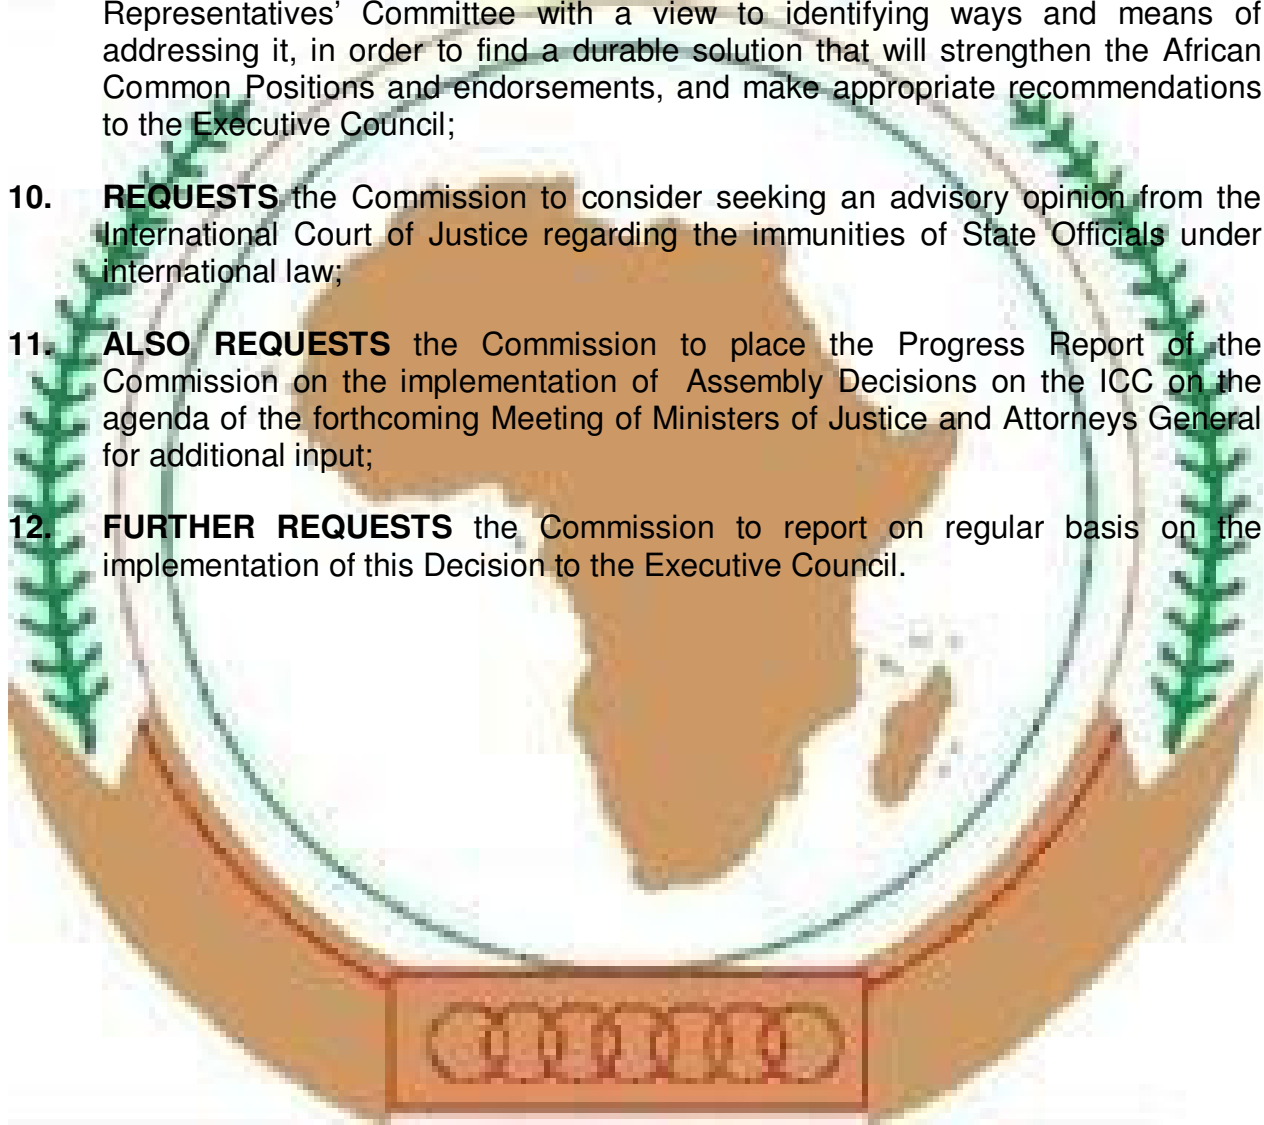 Representatives’ Committee with a view to identifying ways and means of
addressing it, in order to find a durable solution that will strengthen the African
Common Positions and endorsements, and make appropriate recommendations
to the Executive Council;
10. REQUESTS the Commission to consider seeking an advisory opinion from the
International Court of Justice regarding the immunities of State Officials under
international law;
11. ALSO REQUESTS the Commission to place the Progress Report of the
Commission on the implementation of Assembly Decisions on the ICC on the
agenda of the forthcoming Meeting of Ministers of Justice and Attorneys General
for additional input;
12. FURTHER REQUESTS the Commission to report on regular basis on the
implementation of this Decision to the Executive Council.